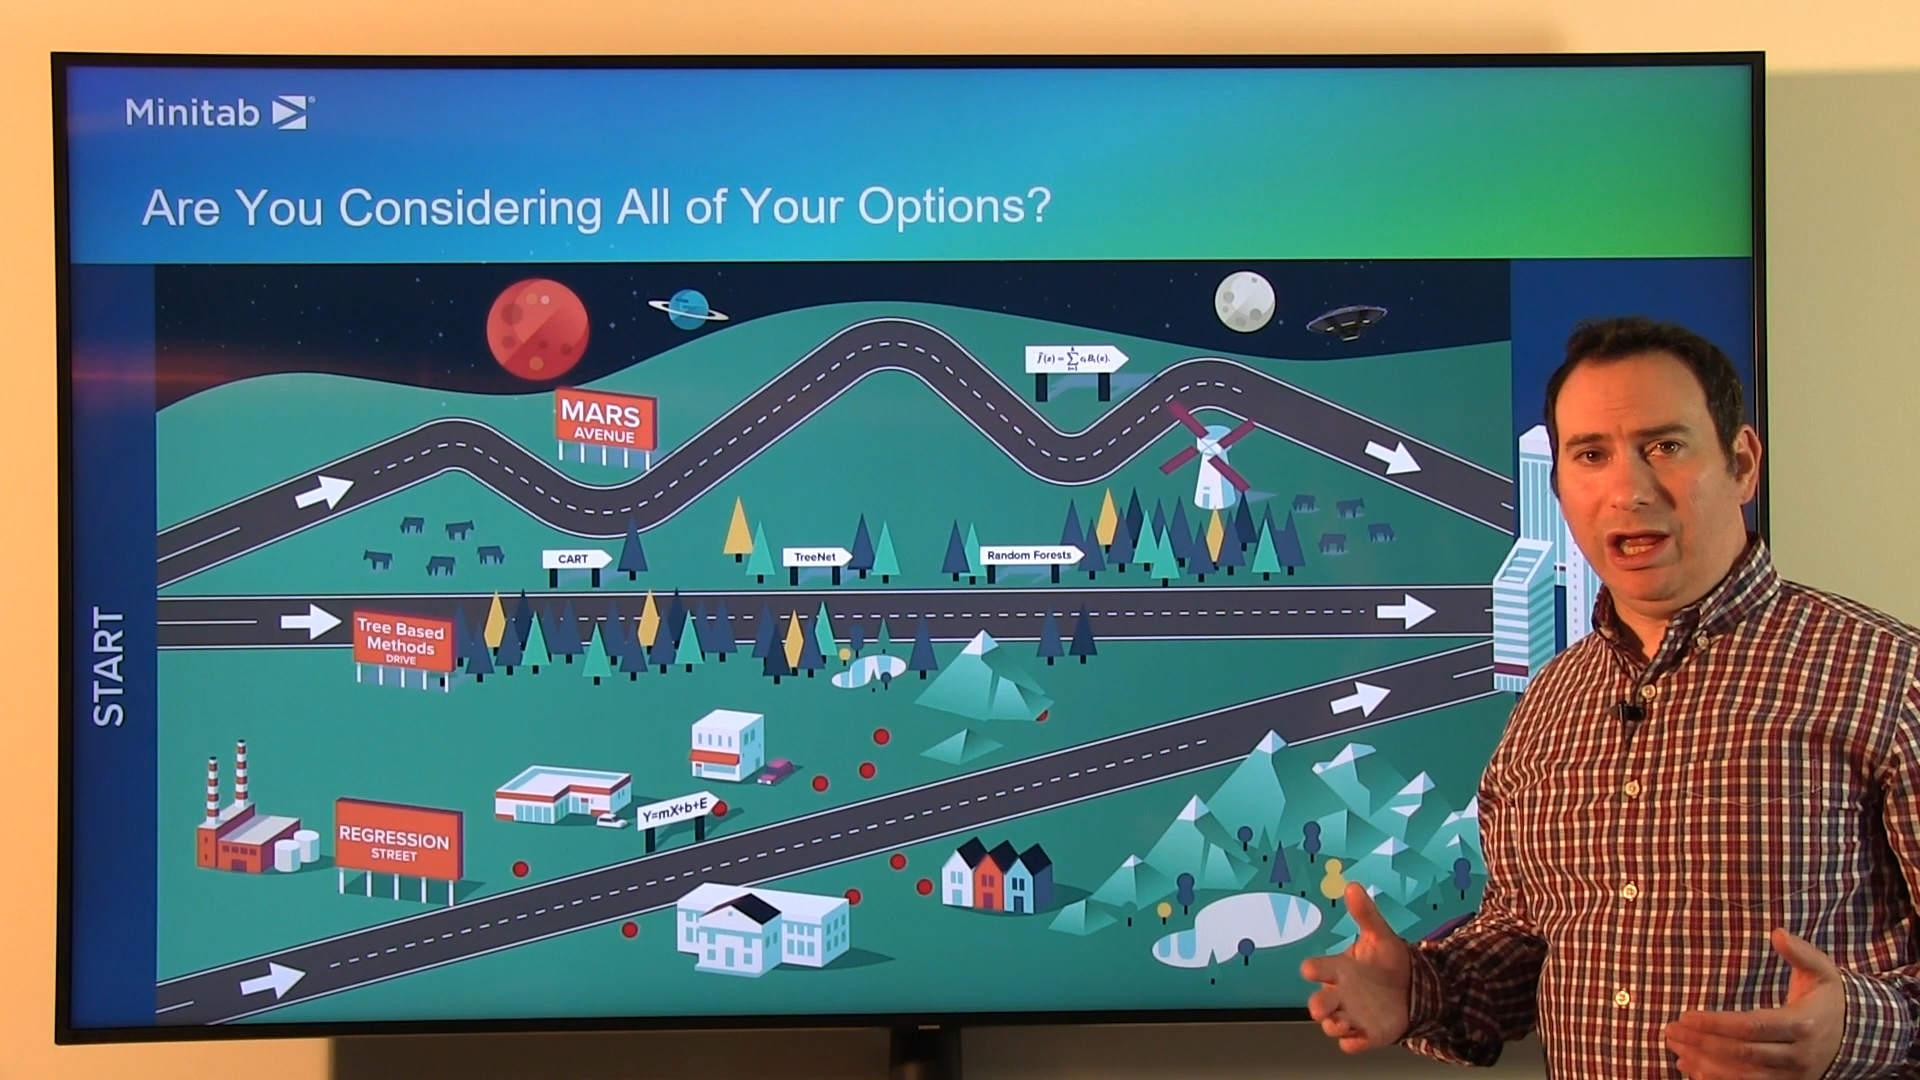 Minitab
Are You Considering All of Your Options?
MARS
AVENUE
CART
TreeNet
Random Forests
START
Tree Based
Methods
DRIVE
Y=mX+b+E
REGRESSION
STREET